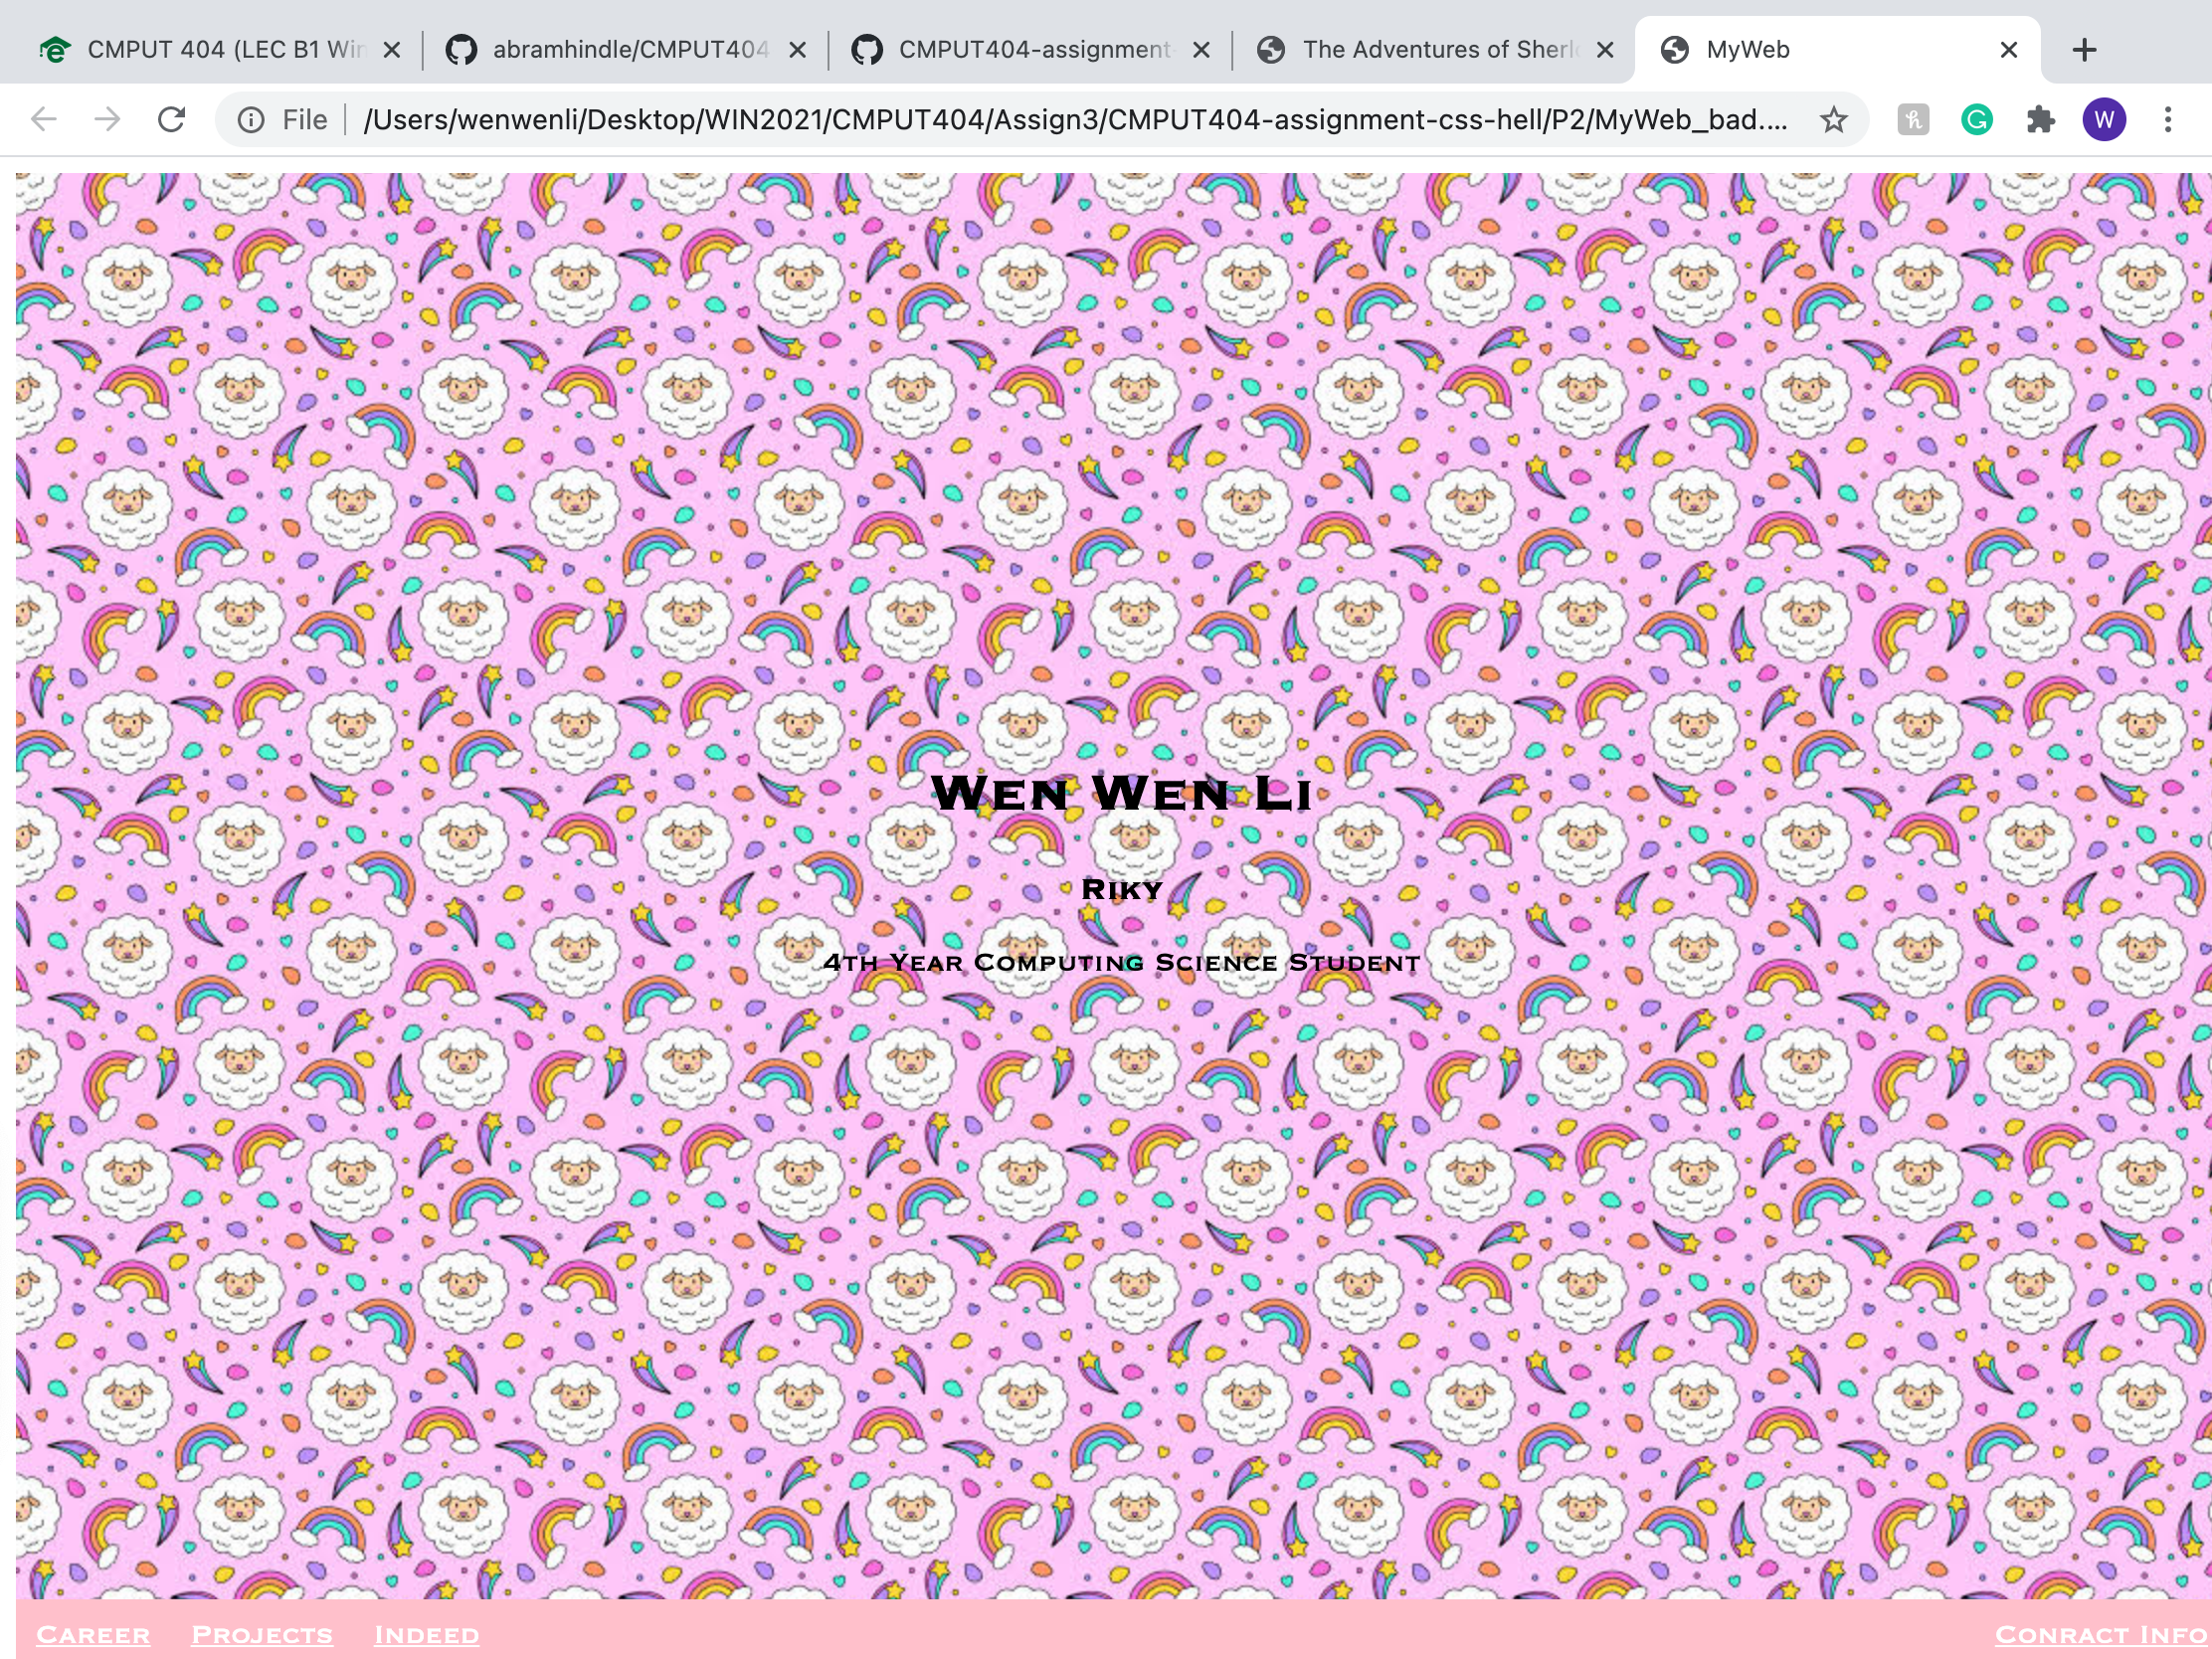 CMPUT 404 (LEC B1 Win
abramhindle/CMPUT404
CMPUT404-assignment-
The Adventures of Sherlo
MyWeb
File
/Users/wenwenli/Desktop/WIN2021/CMPUT404/Assign3/CMPUT404-assignment-css-hell/P2/MyWeb_bad....
W
Wen Wen Li
Riky
4th Year Computing Science Student
Career Projects Indeed Conract Info